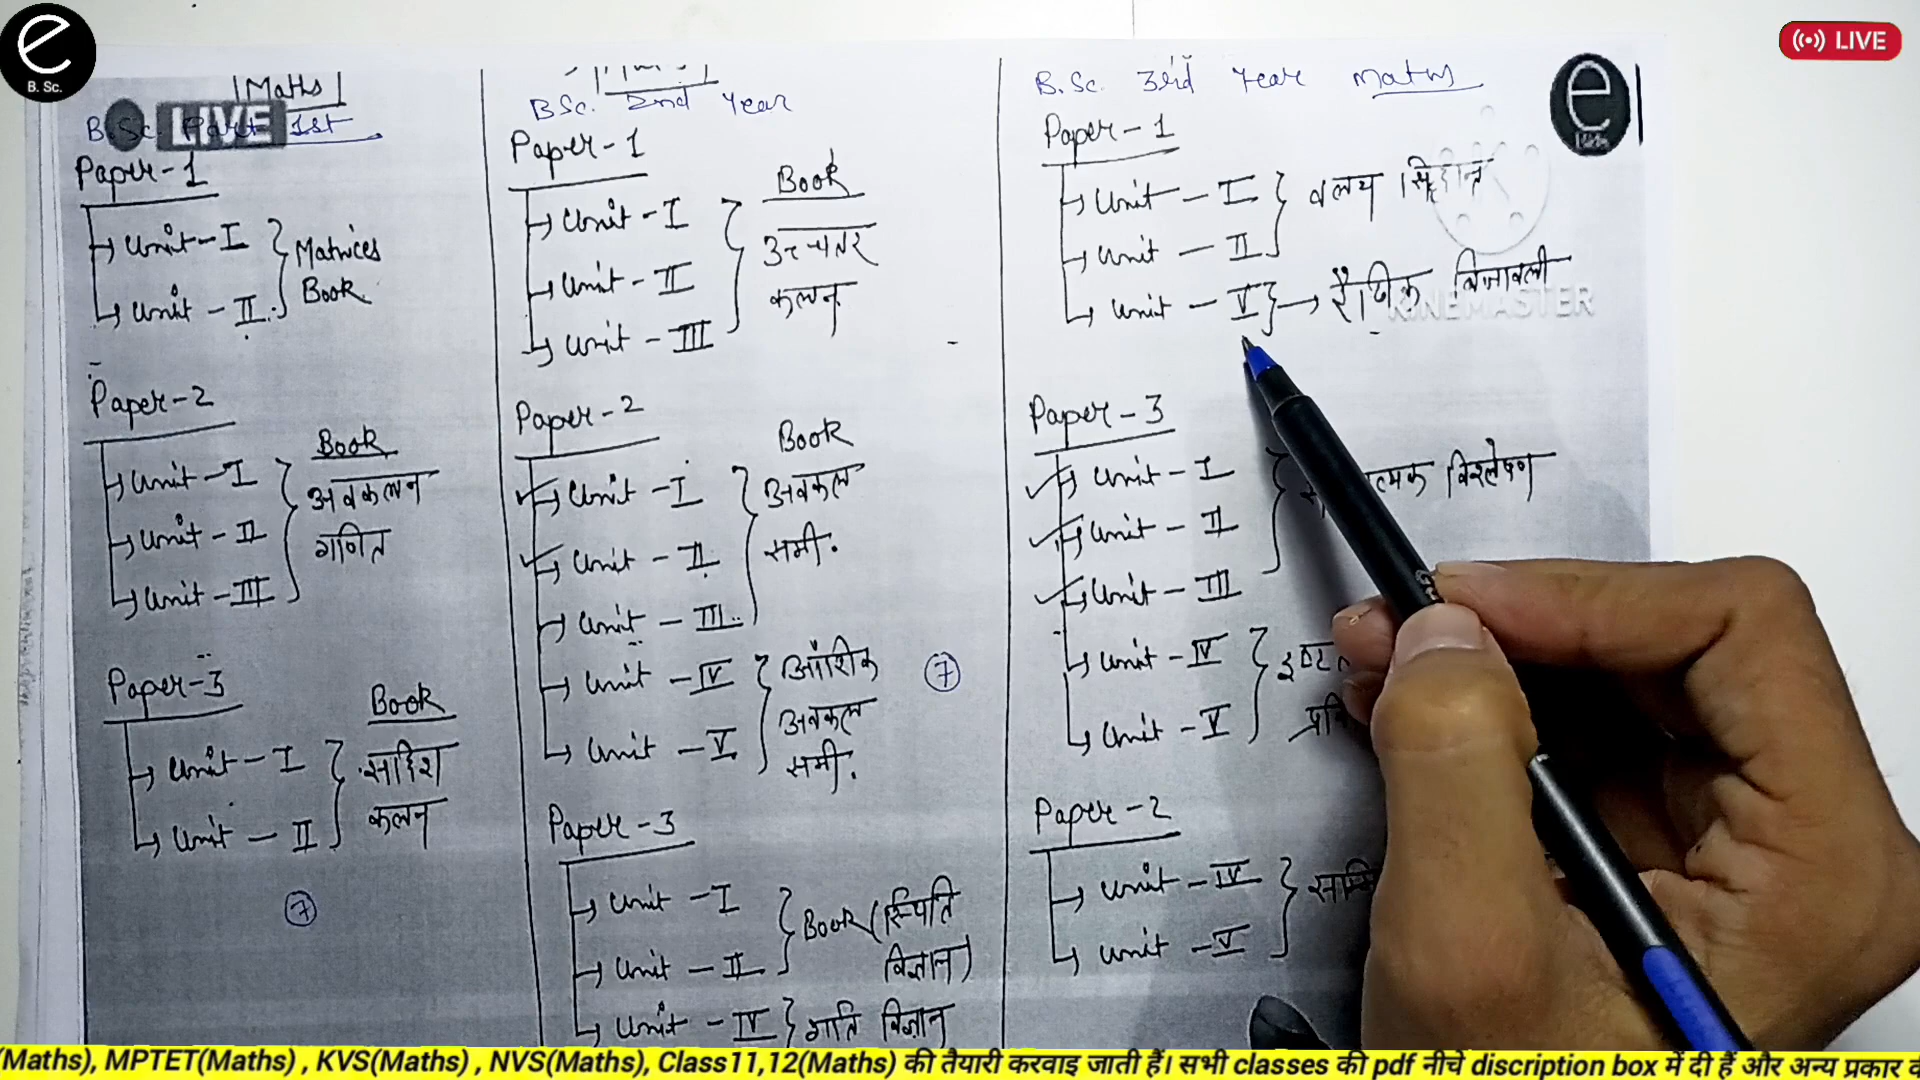 e
B. Sc.
LIVE
Maths
B.Sc. Part 1st
LIVE
Paper-1
Unit-I
Unit-II
Matrices
Book
Paper-2
Unit-I
Unit-II
Unit-III
Book
अवकलन
गणित
Paper-3
Unit-I
Unit-II
Book
सदिश
कलन
7
BSc. 2nd Year
Paper-1
Unit-I
Unit-II
Unit-III
Book
उच्चतर
कलन
Paper-2
Unit-I
Unit-II
Unit-III
Book
अवकल
समी.
Unit-IV
Unit-V
आंशिक
अवकल
समी.
7
Paper-3
Unit-I
Unit-II
Book (स्थिति
विज्ञान)
Unit-IV
गति विज्ञान
B.Sc. 3rd Year Maths
e
Paper-1
Unit-I
Unit-II
वलय सिद्धान्त
Unit-V
रैखिक बिजावली
KINEMASTER
Paper-3
Unit-I
Unit-II
Unit-III
विश्लेषण
Unit-IV
Unit-V
Paper-2
Unit-IV
Unit-V
(Maths), MPTET(Maths) , KVS(Maths) , NVS(Maths), Class11,12(Maths) की तैयारी करवाइ जाती हैं। सभी classes की pdf नीचें discription box में दी हैं और अन्य प्रकार